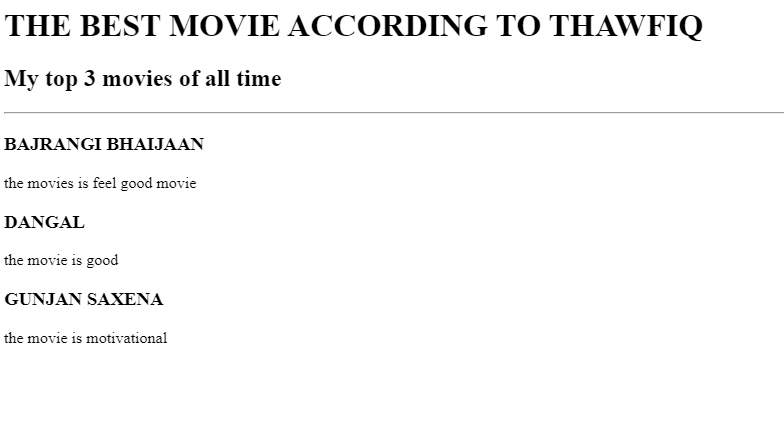 THE BEST MOVIE ACCORDING TO THAWFIQ
My top 3 movies of all time
BAJRANGI BHAIJAAN
the movies is feel good movie
DANGAL
the movie is good
GUNJAN SAXENA
the movie is motivational